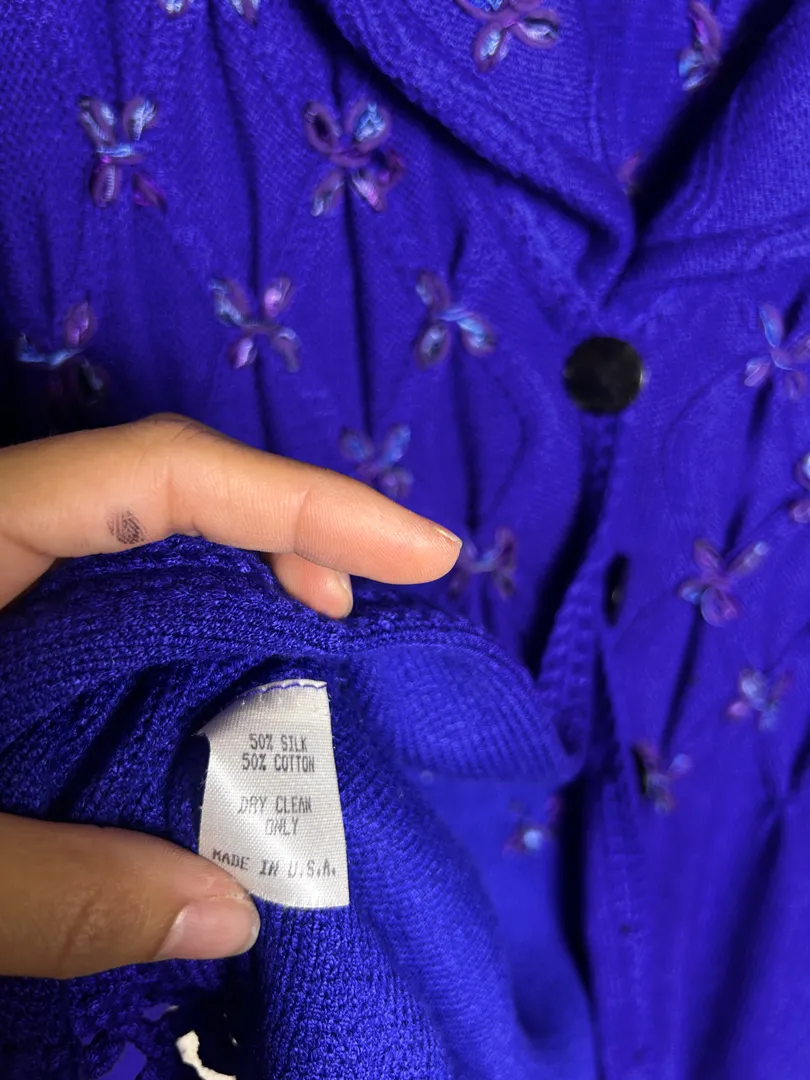 50% SILK
50% COTTON
DRY CLEAN
ONLY
MADE IN U.S.A.